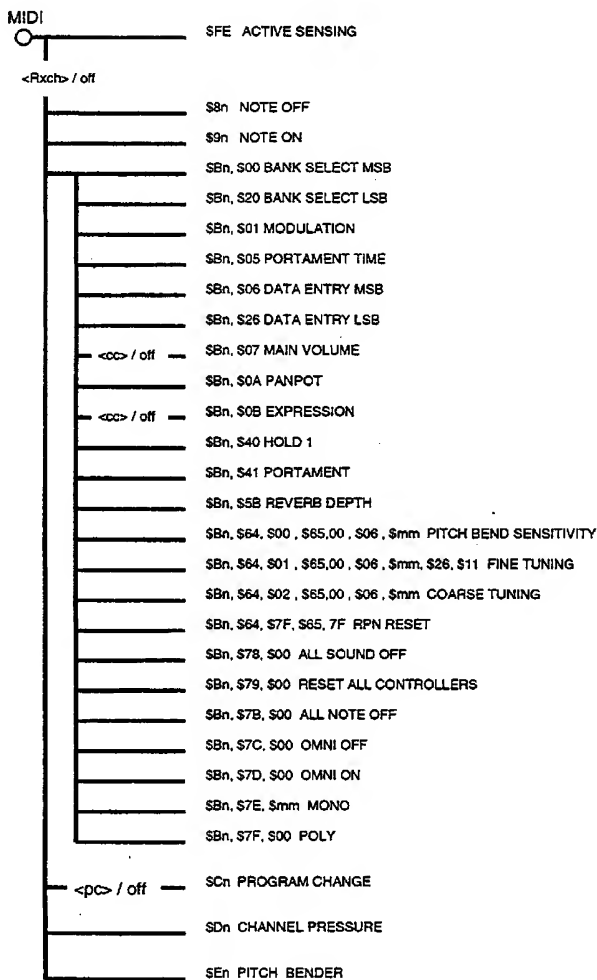 MIDI
$FE ACTIVE SENSING
<Rxch> / off
$8n NOTE OFF
$9n NOTE ON
$Bn, $00 BANK SELECT MSB
$Bn, $20 BANK SELECT LSB
$Bn, $01 MODULATION
$Bn, $05 PORTAMENT TIME
$Bn, $06 DATA ENTRY MSB
$Bn, $26 DATA ENTRY LSB
<cc> / off $Bn, $07 MAIN VOLUME
$Bn, $0A PANPOT
<cc> / off $Bn, $0B EXPRESSION
$Bn, $40 HOLD 1
$Bn, $41 PORTAMENT
$Bn, $5B REVERB DEPTH
$Bn, $64, $00 , $65,00 , $06 , $mm PITCH BEND SENSITIVITY
$Bn, $64, $01 , $65,00 , $06 , $mm, $26, $11 FINE TUNING
$Bn, $64, $02 , $65,00 , $06 , $mm COARSE TUNING
$Bn, $64, $7F, $65, 7F RPN RESET
$Bn, $78, $00 ALL SOUND OFF
$Bn, $79, $00 RESET ALL CONTROLLERS
$Bn, $7B, $00 ALL NOTE OFF
$Bn, $7C, $00 OMNI OFF
$Bn, $7D, $00 OMNI ON
$Bn, $7E, $mm MONO
$Bn, $7F, $00 POLY
<pc> / off $Cn PROGRAM CHANGE
$Dn CHANNEL PRESSURE
$En PITCH BENDER